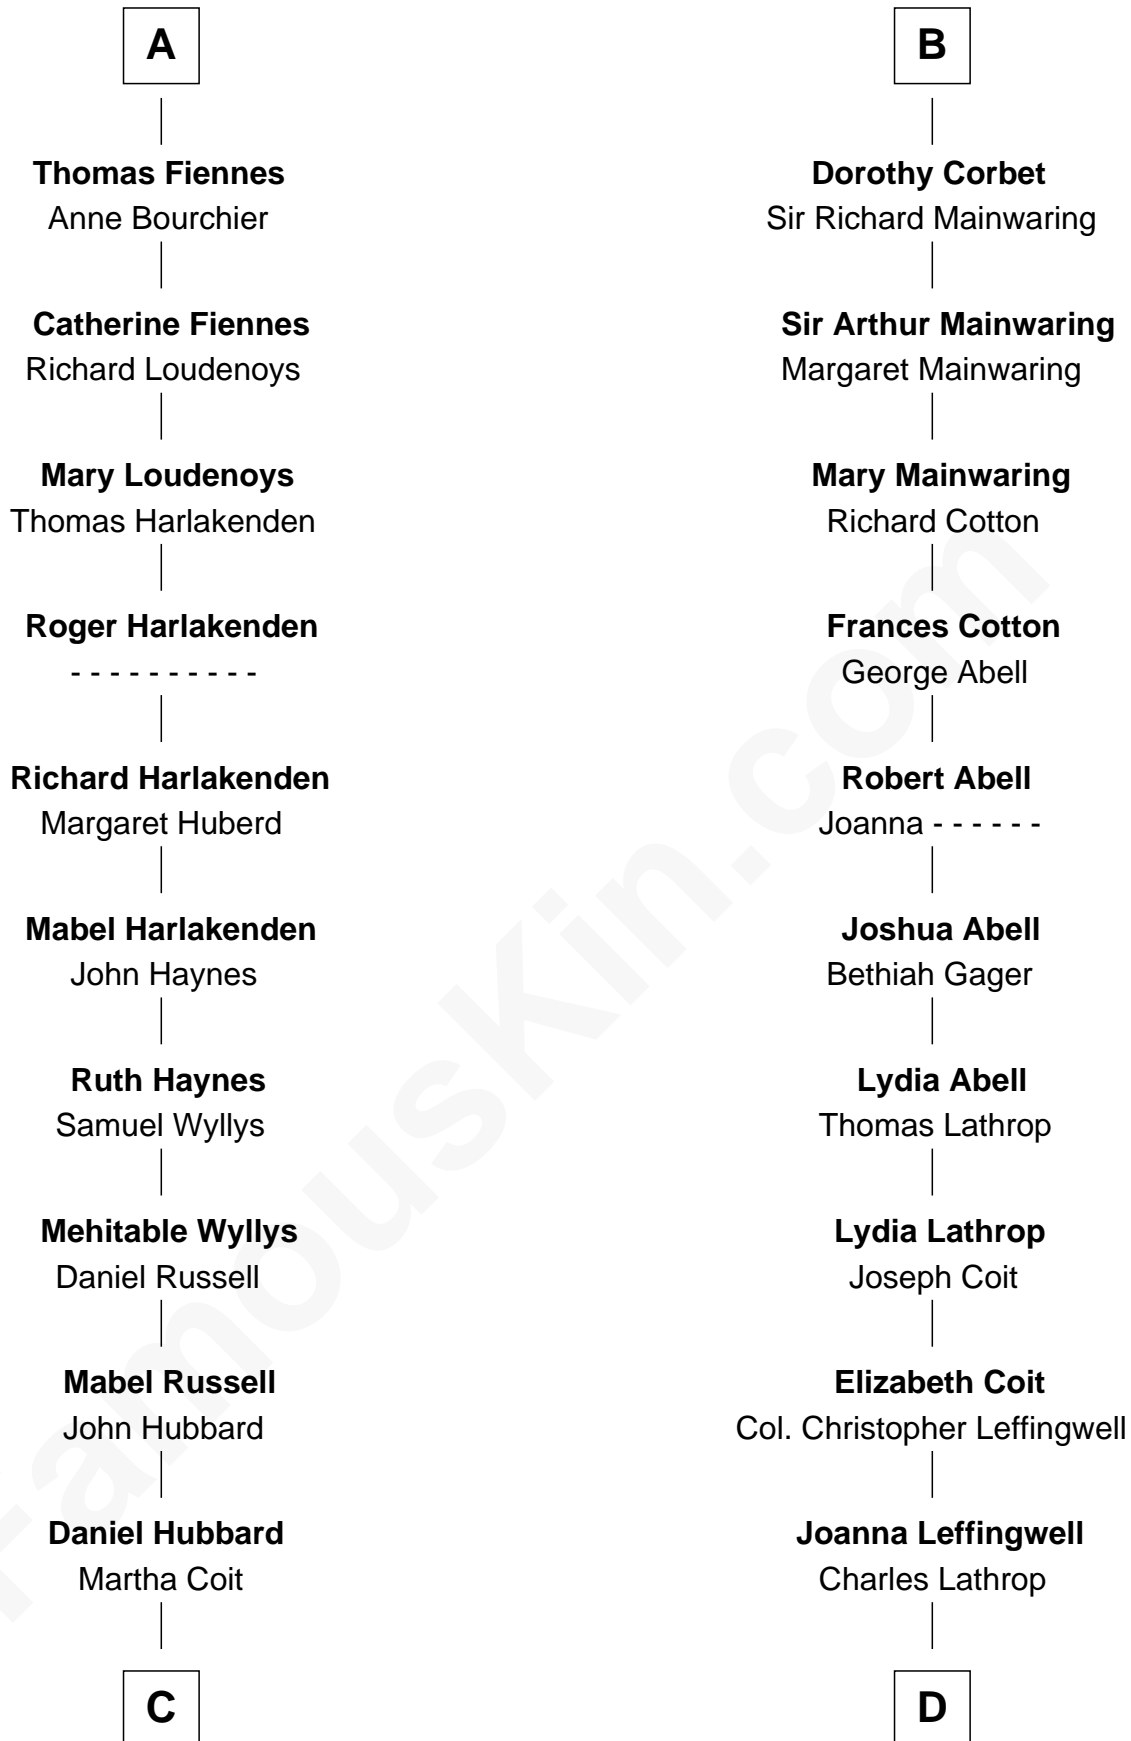 A
Thomas Fiennes
Anne Bourchier
Catherine Fiennes
Richard Loudenoys
Mary Loudenoys
Thomas Harlakenden
Roger Harlakenden
- - - - - - - - - -
Richard Harlakenden
Margaret Huberd
Mabel Harlakenden
John Haynes
Ruth Haynes
Samuel Wyllys
Mehitable Wyllys
Daniel Russell
Mabel Russell
John Hubbard
Daniel Hubbard
Martha Coit
C
B
Dorothy Corbet
Sir Richard Mainwaring
Sir Arthur Mainwaring
Margaret Mainwaring
Mary Mainwaring
Richard Cotton
Frances Cotton
George Abell
Robert Abell
Joanna - - - - - -
Joshua Abell
Bethiah Gager
Lydia Abell
Thomas Lathrop
Lydia Lathrop
Joseph Coit
Elizabeth Coit
Col. Christopher Leffingwell
Joanna Leffingwell
Charles Lathrop
D
FamousKin.com